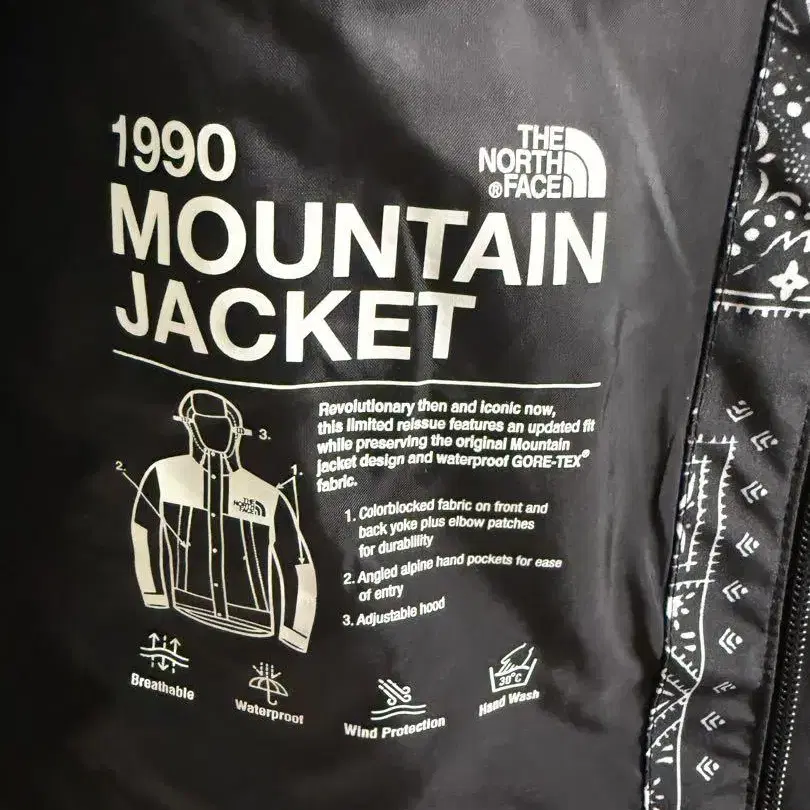 1990
THE
NORTH
®FACE
MOUNTAIN
JACKET
Revolutionary then and iconic now,
this limited reissue features an updated fit
while preserving the original Mountain
jacket design and waterproof GORE-TEX®
fabric.
3.
2.
1.
THE
NORTH
FACE
1. Colorblocked fabric on front and
back yoke plus elbow patches
for durability
2. Angled alpine hand pockets for ease
of entry
3. Adjustable hood
Breathable
Waterproof
Wind Protection
30°C
Hand Wash